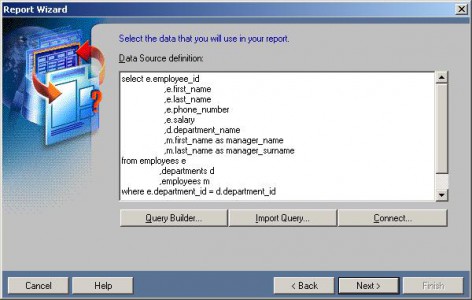 Report Wizard
Select the data that you will use in your report.
Data Source definition:
select e.employee_id
,e.first_name
,e.last_name
,e.phone_number
,e.salary
,d.department_name
,m.first_name as manager_name
,m.last_name as manager_surname
from employees e
,departments d
,employees m
where e.department_id = d.department_id
Query Builder... Import Query... Connect...
Cancel Help < Back Next > Finish